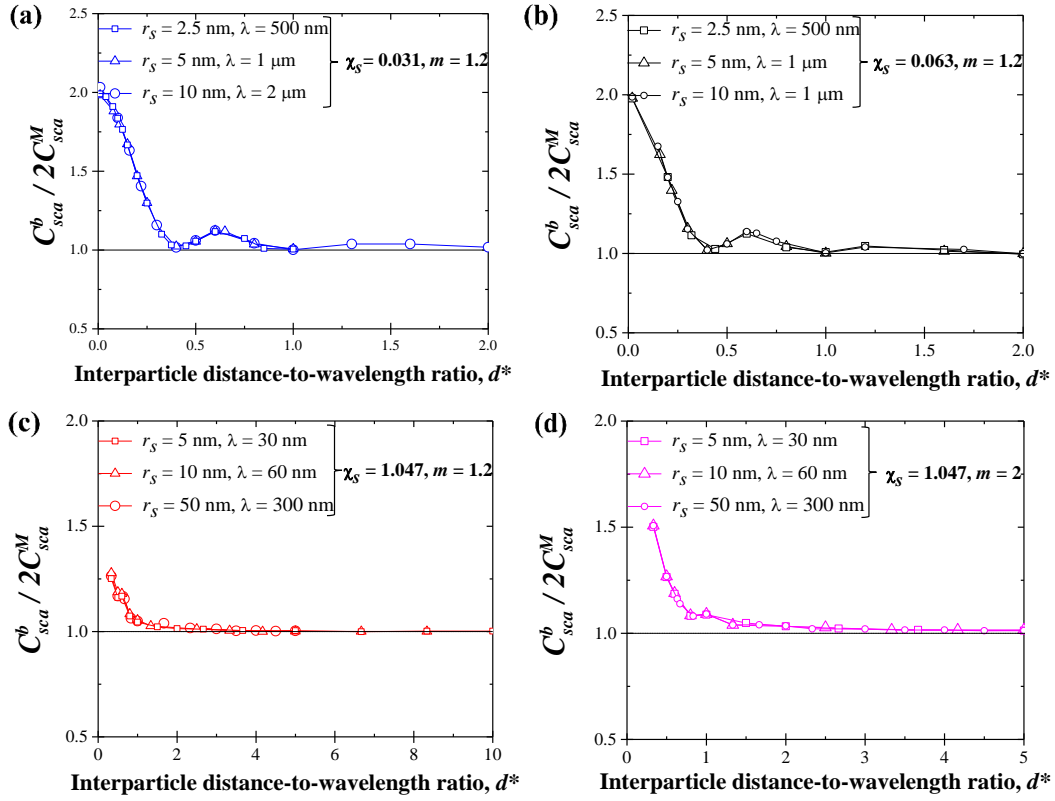 (a)
2.0
1.5
1.0
0.5
2.5
0.0
0.5
1.0
1.5
2.0
C^b_sca / 2C^M_sca
r_S = 2.5 nm, λ = 500 nm
r_S = 5 nm, λ = 1 μm
r_S = 10 nm, λ = 2 μm
χ_S = 0.031, m = 1.2
Interparticle distance-to-wavelength ratio, d*
(b)
2.5
2.0
1.5
1.0
0.5
0.0
0.5
1.0
1.5
2.0
C^b_sca / 2C^M_sca
r_S = 2.5 nm, λ = 500 nm
r_S = 5 nm, λ = 1 μm
r_S = 10 nm, λ = 1 μm
χ_S = 0.063, m = 1.2
Interparticle distance-to-wavelength ratio, d*
(c)
2.0
1.5
1.0
0.5
0
2
4
6
8
10
C^b_sca / 2C^M_sca
r_S = 5 nm, λ = 30 nm
r_S = 10 nm, λ = 60 nm
r_S = 50 nm, λ = 300 nm
χ_S = 1.047, m = 1.2
Interparticle distance-to-wavelength ratio, d*
(d)
2.0
1.5
1.0
0.5
0
1
2
3
4
5
C^b_sca / 2C^M_sca
r_S = 5 nm, λ = 30 nm
r_S = 10 nm, λ = 60 nm
r_S = 50 nm, λ = 300 nm
χ_S = 1.047, m = 2
Interparticle distance-to-wavelength ratio, d*